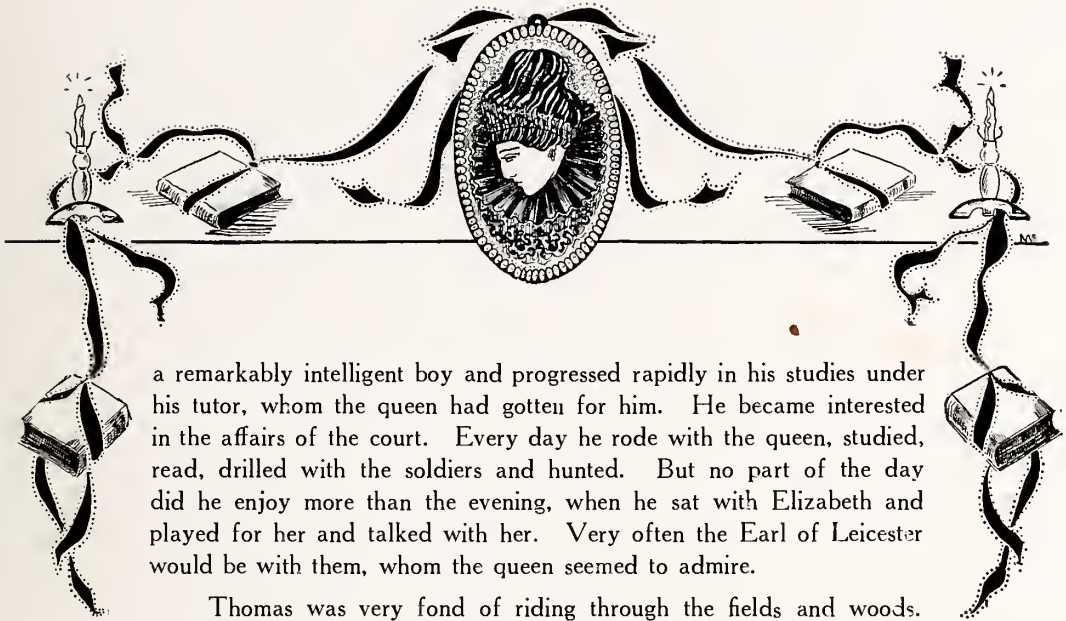 Mc
a remarkably intelligent boy and progressed rapidly in his studies under
his tutor, whom the queen had gotten for him. He became interested
in the affairs of the court. Every day he rode with the queen, studied,
read, drilled with the soldiers and hunted. But no part of the day
did he enjoy more than the evening, when he sat with Elizabeth and
played for her and talked with her. Very often the Earl of Leicester
would be with them, whom the queen seemed to admire.
Thomas was very fond of riding through the fields and woods.